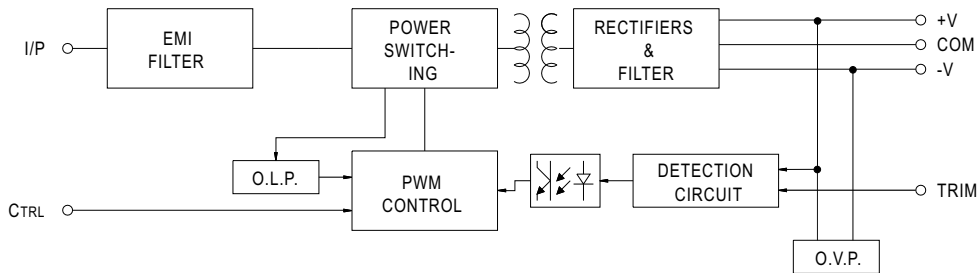 I/P
EMI
FILTER
POWER
SWITCH-
ING
RECTIFIERS
&
FILTER
+V
COM
-V
O.L.P.
PWM
CONTROL
DETECTION
CIRCUIT
TRIM
CTRL
O.V.P.